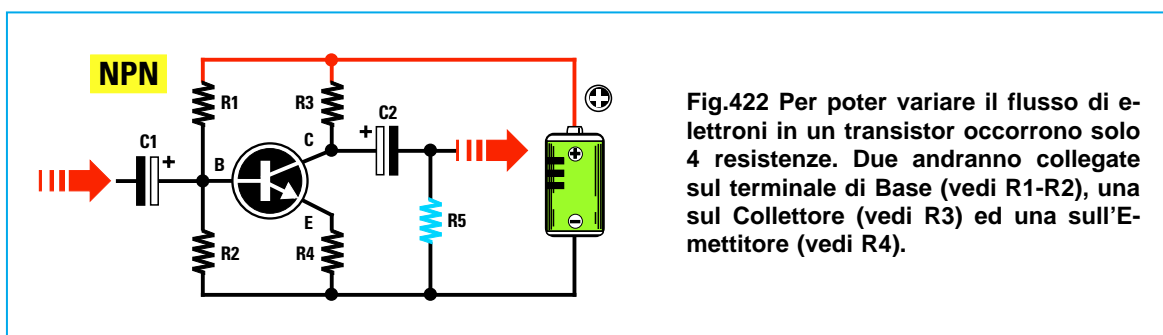 NPN
R1
R3
C2
C1
+
+
C
B
E
R2
R4
R5
+
+
−
Fig.422 Per poter variare il flusso di e-
lettroni in un transistor occorrono solo
4 resistenze. Due andranno collegate
sul terminale di Base (vedi R1-R2), una
sul Collettore (vedi R3) ed una sull'E-
mettitore (vedi R4).